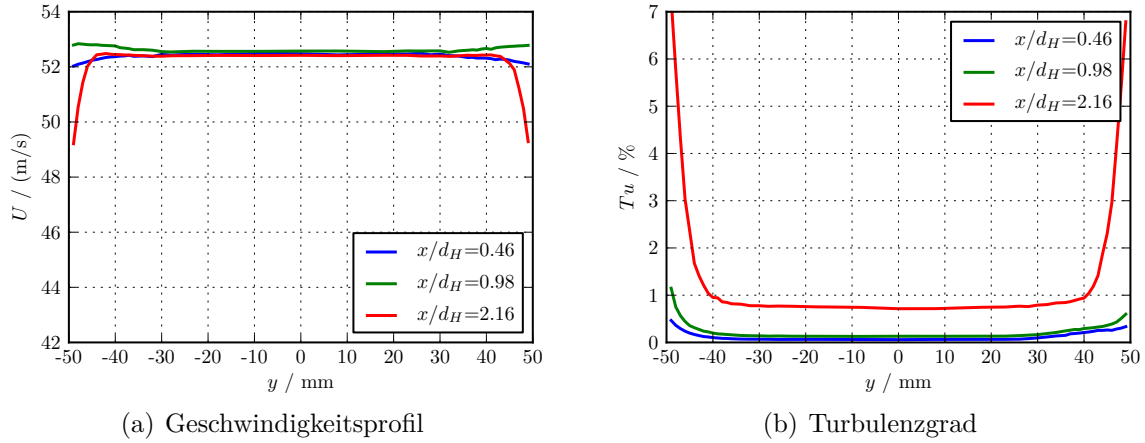 54
52
50
48
46
44
42
U / (m/s)
-50 -40 -30 -20 -10 0 10 20 30 40 50
y / mm
x/d_H=0.46
x/d_H=0.98
x/d_H=2.16
(a) Geschwindigkeitsprofil
7
6
5
4
3
2
1
0
Tu / %
-50 -40 -30 -20 -10 0 10 20 30 40 50
y / mm
x/d_H=0.46
x/d_H=0.98
x/d_H=2.16
(b) Turbulenzgrad